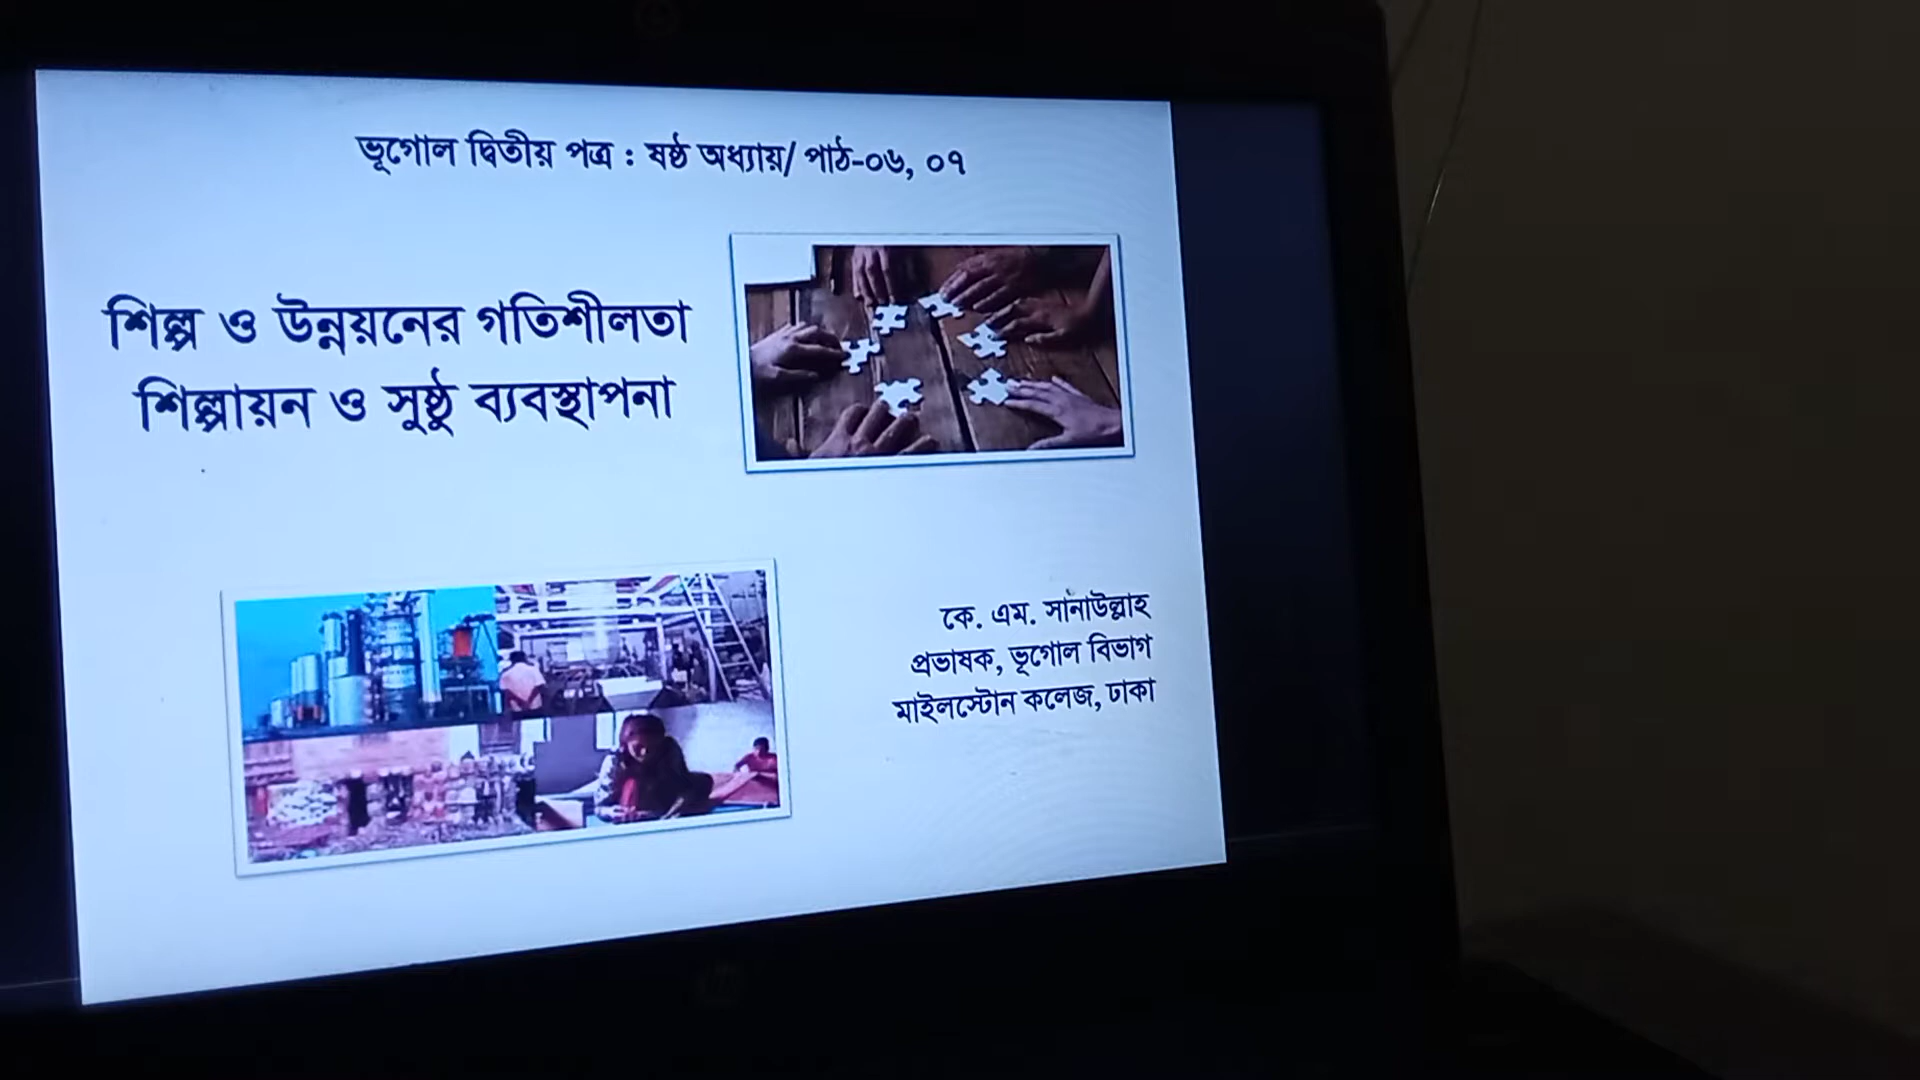 ভূগোল দ্বিতীয় পত্র : ষষ্ঠ অধ্যায়/ পাঠ-০৬, ০৭
শিল্প ও উন্নয়নের গতিশীলতা
শিল্পায়ন ও সুষ্ঠু ব্যবস্থাপনা
কে. এম. সানাউল্লাহ
প্রভাষক, ভূগোল বিভাগ
মাইলস্টোন কলেজ, ঢাকা